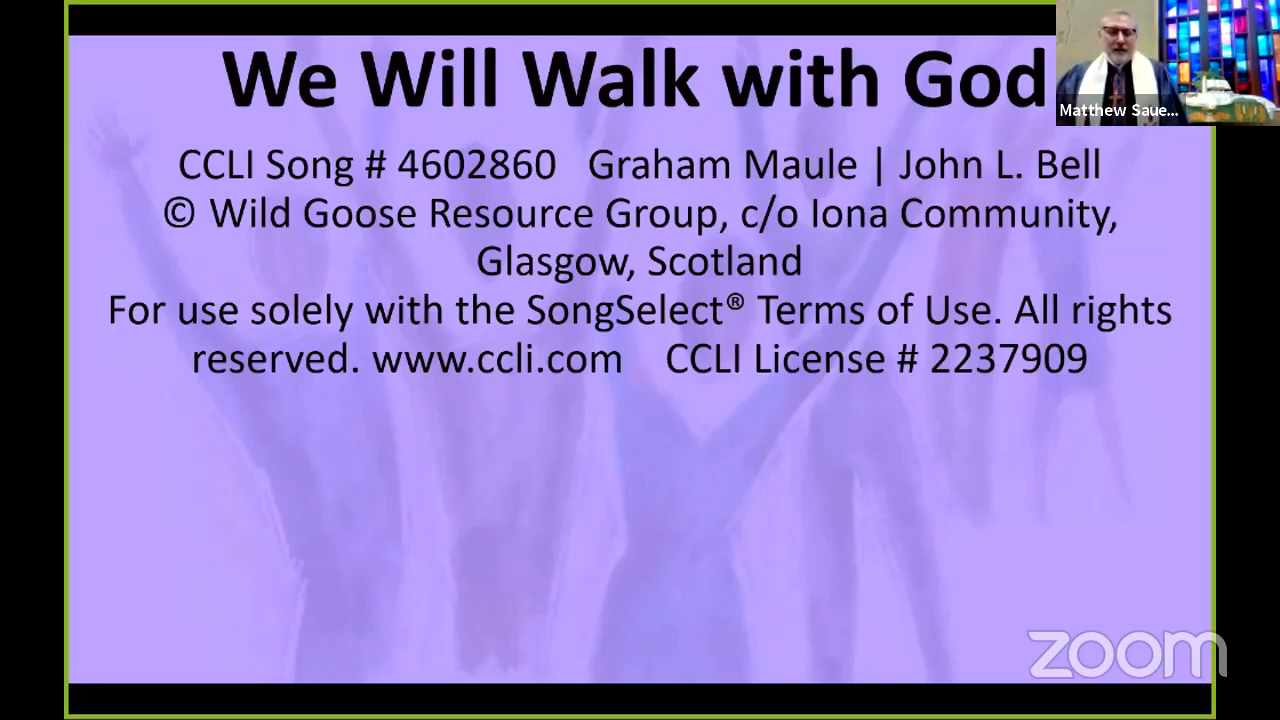 We Will Walk with God
Matthew Saue...
CCLI Song # 4602860 Graham Maule | John L. Bell
© Wild Goose Resource Group, c/o Iona Community,
Glasgow, Scotland
For use solely with the SongSelect® Terms of Use. All rights
reserved. www.ccli.com CCLI License # 2237909
zoom